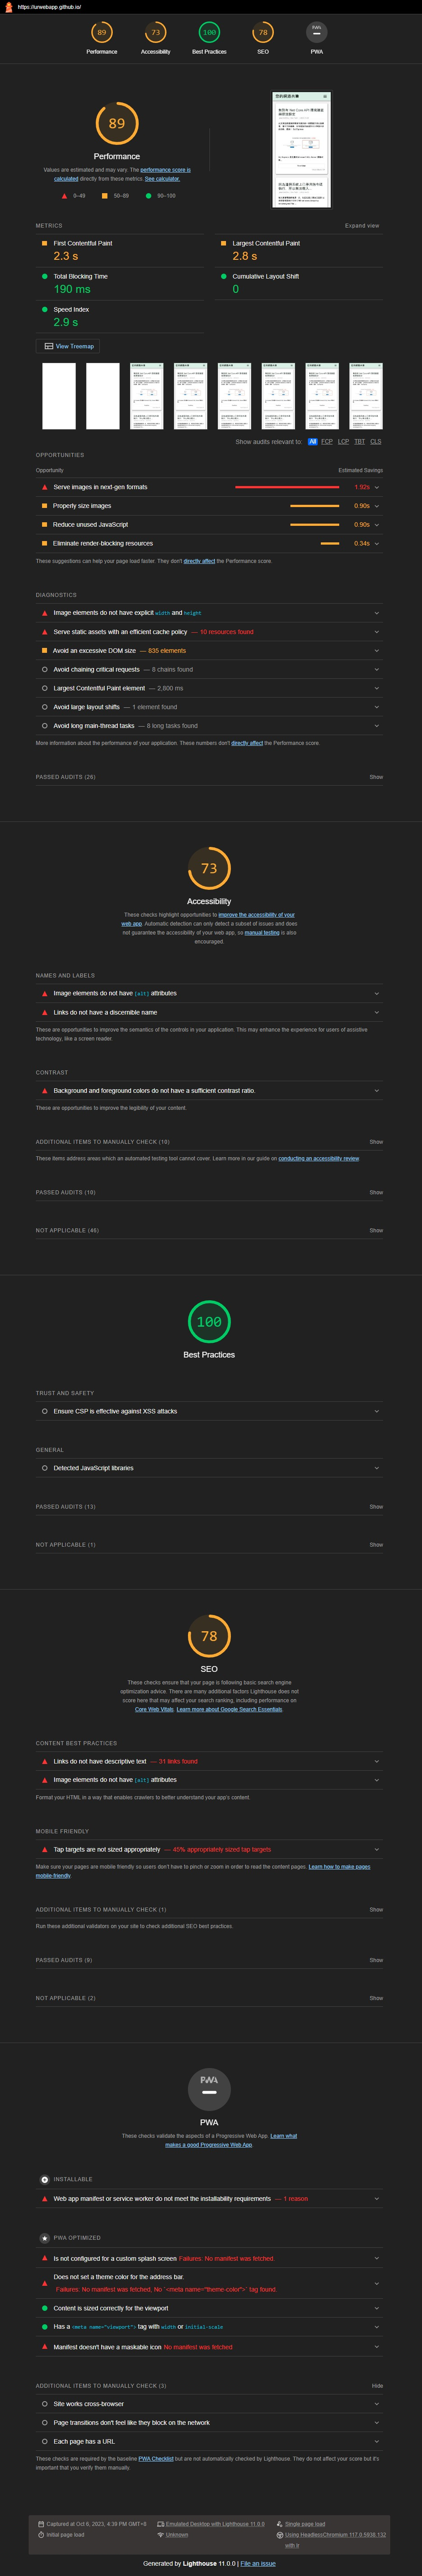 https://unwebapp.github.io/
89
73
100
78
PWA
Performance
Accessibility
Best Practices
SEO
PWA
89
Performance
Values are estimated and may vary. The performance score is
calculated directly from these metrics. See calculator.
0–49
50–89
90–100
METRICS
Expand view
First Contentful Paint
2.3 s
Largest Contentful Paint
2.8 s
Total Blocking Time
190 ms
Cumulative Layout Shift
0
Speed Index
2.9 s
View Treemap
Show audits relevant to: All FCP LCP TBT CLS
OPPORTUNITIES
Opportunity
Estimated Savings
Serve images in next-gen formats
1.92s
Properly size images
0.90s
Reduce unused JavaScript
0.90s
Eliminate render-blocking resources
0.34s
These suggestions can help your page load faster. They don't directly affect the Performance score.
DIAGNOSTICS
Image elements do not have explicit width and height
Serve static assets with an efficient cache policy — 10 resources found
Avoid an excessive DOM size — 835 elements
Avoid chaining critical requests — 6 chains found
Largest Contentful Paint element — 2,800 ms
Avoid large layout shifts — 1 element found
Avoid long main-thread tasks — 8 long tasks found
More information about the performance of your application. These numbers don't directly affect the Performance score.
PASSED AUDITS (26)
Show
73
Accessibility
These checks highlight opportunities to improve the accessibility of your
web app. Automatic detection can only detect a subset of issues and does
not guarantee the accessibility of your web app, so manual testing is also
encouraged.
NAMES AND LABELS
Image elements do not have [alt] attributes
Links do not have a discernible name
These are opportunities to improve the semantics of the controls in your application. This may enhance the experience for users of assistive
technology, like a screen reader.
CONTRAST
Background and foreground colors do not have a sufficient contrast ratio.
These are opportunities to improve the legibility of your content.
ADDITIONAL ITEMS TO MANUALLY CHECK (10)
Show
These items address areas which an automated testing tool cannot cover. Learn more in our guide on conducting an accessibility review.
PASSED AUDITS (10)
Show
NOT APPLICABLE (46)
Show
100
Best Practices
TRUST AND SAFETY
Ensure CSP is effective against XSS attacks
GENERAL
Detected JavaScript libraries
PASSED AUDITS (13)
Show
NOT APPLICABLE (1)
Show
78
SEO
These checks ensure that your page is following basic search engine
optimization advice. There are many additional factors Lighthouse does not
score here that may affect your search ranking, including performance on
Core Web Vitals. Learn more about Google Search Essentials.
CONTENT BEST PRACTICES
Links do not have descriptive text — 31 links found
Image elements do not have [alt] attributes
Format your HTML in a way that enables crawlers to better understand your app's content.
MOBILE FRIENDLY
Tap targets are not sized appropriately — 45% appropriately sized tap targets
Make sure your pages are mobile friendly so users don't have to pinch or zoom in order to read the content pages. Learn how to make pages
mobile-friendly.
ADDITIONAL ITEMS TO MANUALLY CHECK (1)
Show
Run these additional validators on your site to check additional SEO best practices.
PASSED AUDITS (9)
Show
NOT APPLICABLE (2)
Show
PWA
PWA
These checks validate the aspects of a Progressive Web App. Learn what
makes a good Progressive Web App.
INSTALLABLE
Web app manifest or service worker do not meet the installability requirements — 1 reason
PWA OPTIMIZED
Is not configured for a custom splash screen Failures: No manifest was fetched.
Does not set a theme color for the address bar.
Failures: No manifest was fetched, No `<meta name="theme-color">` tag found.
Content is sized correctly for the viewport
Has a <meta name="viewport"> tag with width or initial-scale
Manifest doesn't have a maskable icon No manifest was fetched
ADDITIONAL ITEMS TO MANUALLY CHECK (3)
Hide
Site works cross-browser
Page transitions don't feel like they block on the network
Each page has a URL
These checks are required by the baseline PWA Checklist but are not automatically checked by Lighthouse. They do not affect your score but it's
important that you verify them manually.
Captured at Oct 6, 2023, 4:38 PM GMT+8
Emulated Desktop with Lighthouse 11.0.0
Single page load
Initial page load
Unknown
Using HeadlessChromium 117.0.5938.132
with lr
Generated by Lighthouse 11.0.0 | File an issue